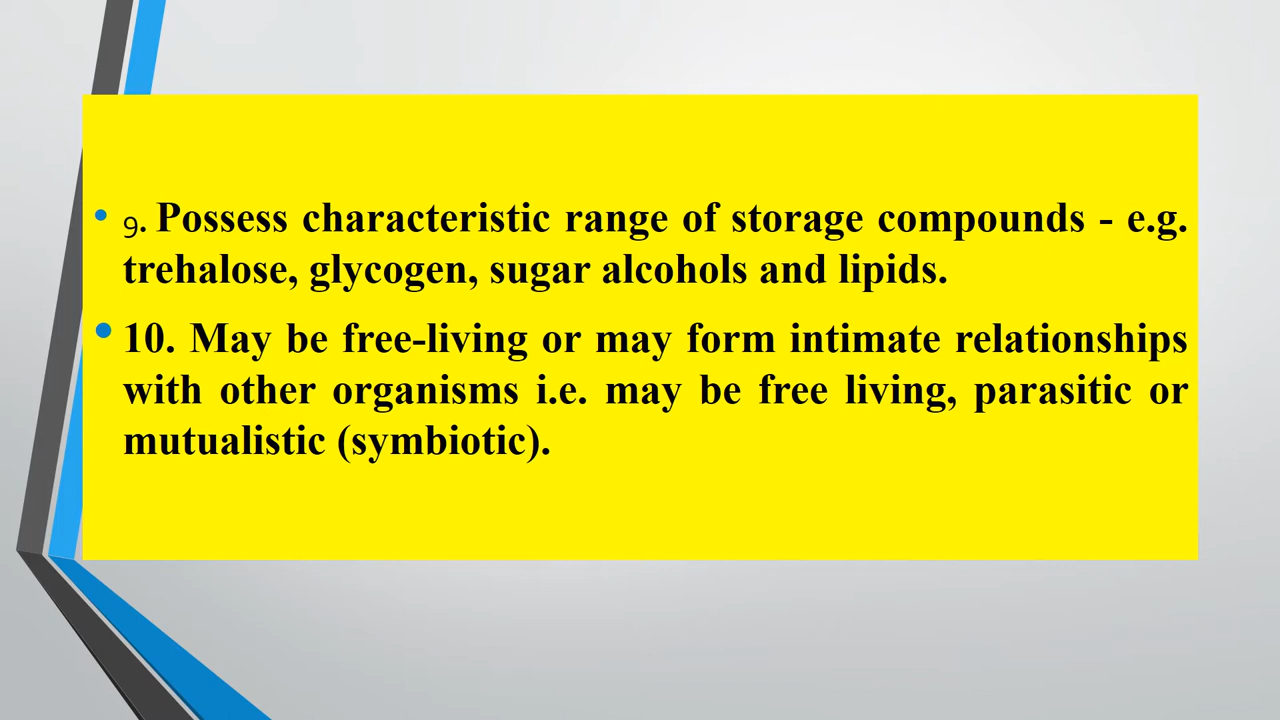 • 9. Possess characteristic range of storage compounds - e.g.
trehalose, glycogen, sugar alcohols and lipids.
• 10. May be free-living or may form intimate relationships
with other organisms i.e. may be free living, parasitic or
mutualistic (symbiotic).